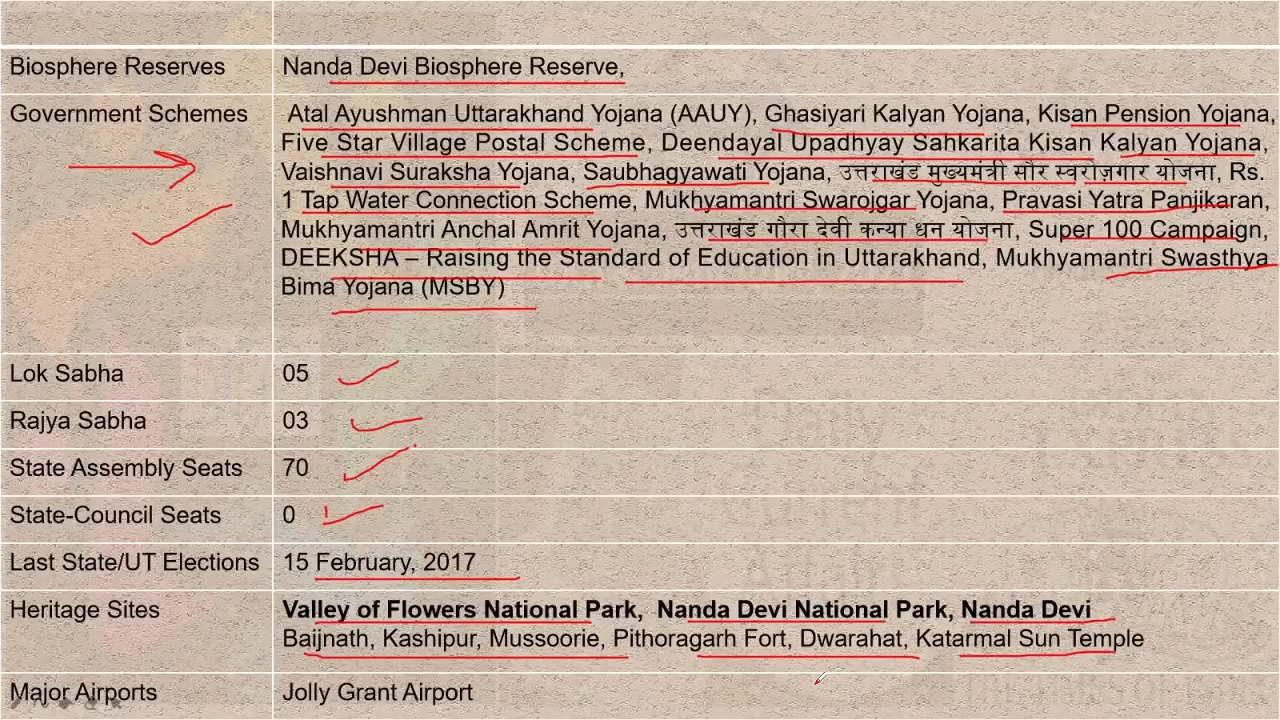 Biosphere Reserves Nanda Devi Biosphere Reserve,
Government Schemes Atal Ayushman Uttarakhand Yojana (AAUY), Ghasiyari Kalyan Yojana, Kisan Pension Yojana,
Five Star Village Postal Scheme, Deendayal Upadhyay Sahkarita Kisan Kalyan Yojana,
Vaishnavi Suraksha Yojana, Saubhagyawati Yojana, उत्तराखंड मुख्यमंत्री सौर स्वरोज़गार योजना, Rs.
1 Tap Water Connection Scheme, Mukhyamantri Swarojgar Yojana, Pravasi Yatra Panjikaran,
Mukhyamantri Anchal Amrit Yojana, उत्तराखंड गौरा देवी कन्या धन योजना, Super 100 Campaign,
DEEKSHA – Raising the Standard of Education in Uttarakhand, Mukhyamantri Swasthya
Bima Yojana (MSBY)
Lok Sabha 05
Rajya Sabha 03
State Assembly Seats 70
State-Council Seats 0
Last State/UT Elections 15 February, 2017
Heritage Sites Valley of Flowers National Park, Nanda Devi National Park, Nanda Devi
Baijnath, Kashipur, Mussoorie, Pithoragarh Fort, Dwarahat, Katarmal Sun Temple
Major Airports Jolly Grant Airport